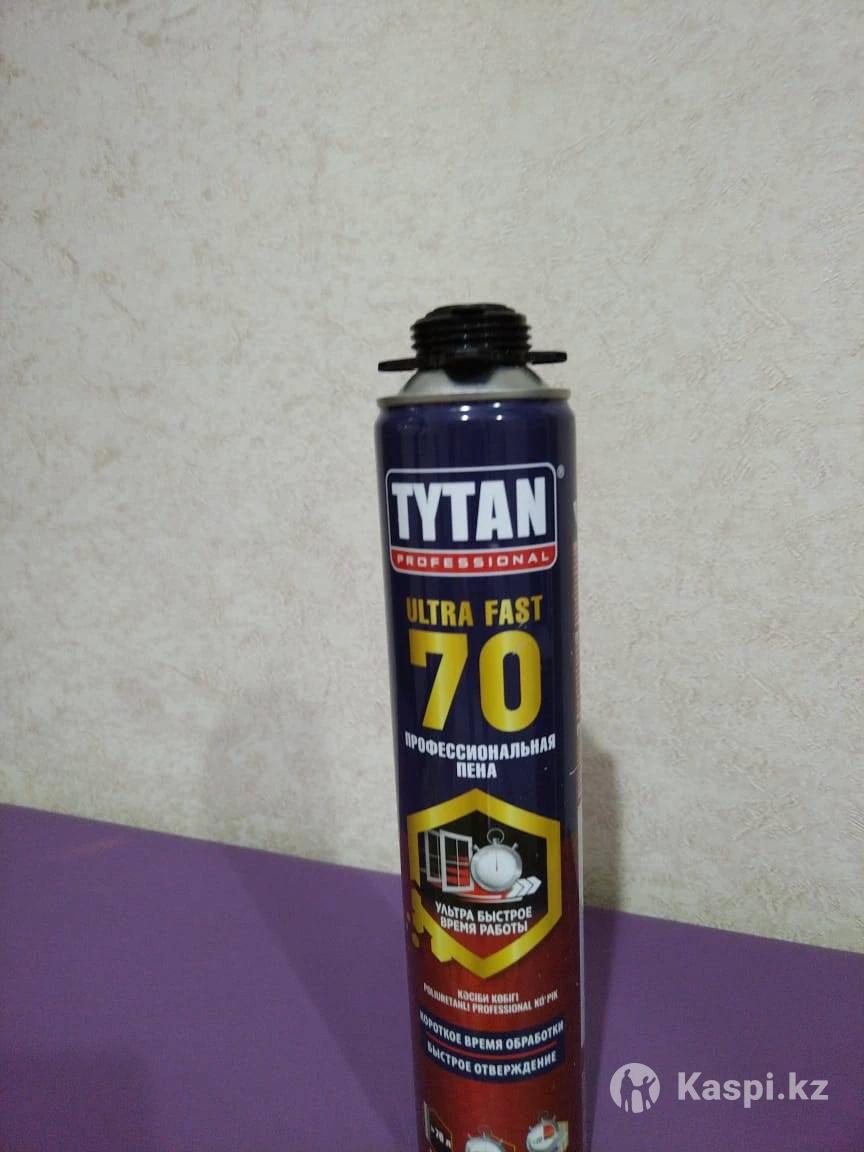 TYTAN
®
PROFESSIONAL
ULTRA FAST
70
ПРОФЕССИОНАЛЬНАЯ
ПЕНА
УЛЬТРА БЫСТРОЕ
ВРЕМЯ РАБОТЫ
КӘСІБИ КӨБІГІ
POLIURETANLI PROFESSIONAL KO'PIK
КОРОТКОЕ ВРЕМЯ ОБРАБОТКИ
БЫСТРОЕ ОТВЕРЖДЕНИЕ
~ 70 л
Kaspi.kz